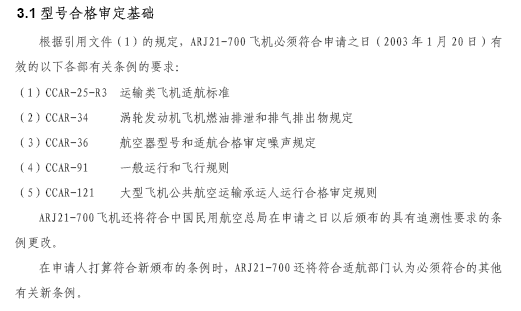 3.1 型号合格审定基础
根据引用文件(1)的规定,ARJ21-700 飞机必须符合申请之日(2003 年 1 月 20 日)有
效的以下各部有关条例的要求:
(1)CCAR-25-R3 运输类飞机适航标准
(2)CCAR-34 涡轮发动机飞机燃油排泄和排气排出物规定
(3)CCAR-36 航空器型号和适航合格审定噪声规定
(4)CCAR-91 一般运行和飞行规则
(5)CCAR-121 大型飞机公共航空运输承运人运行合格审定规则
ARJ21-700 飞机还将符合中国民用航空总局在申请之日以后颁布的具有追溯性要求的条
例更改。
在申请人打算符合新颁布的条例时,ARJ21-700 还将符合适航部门认为必须符合的其他
有关新条例。